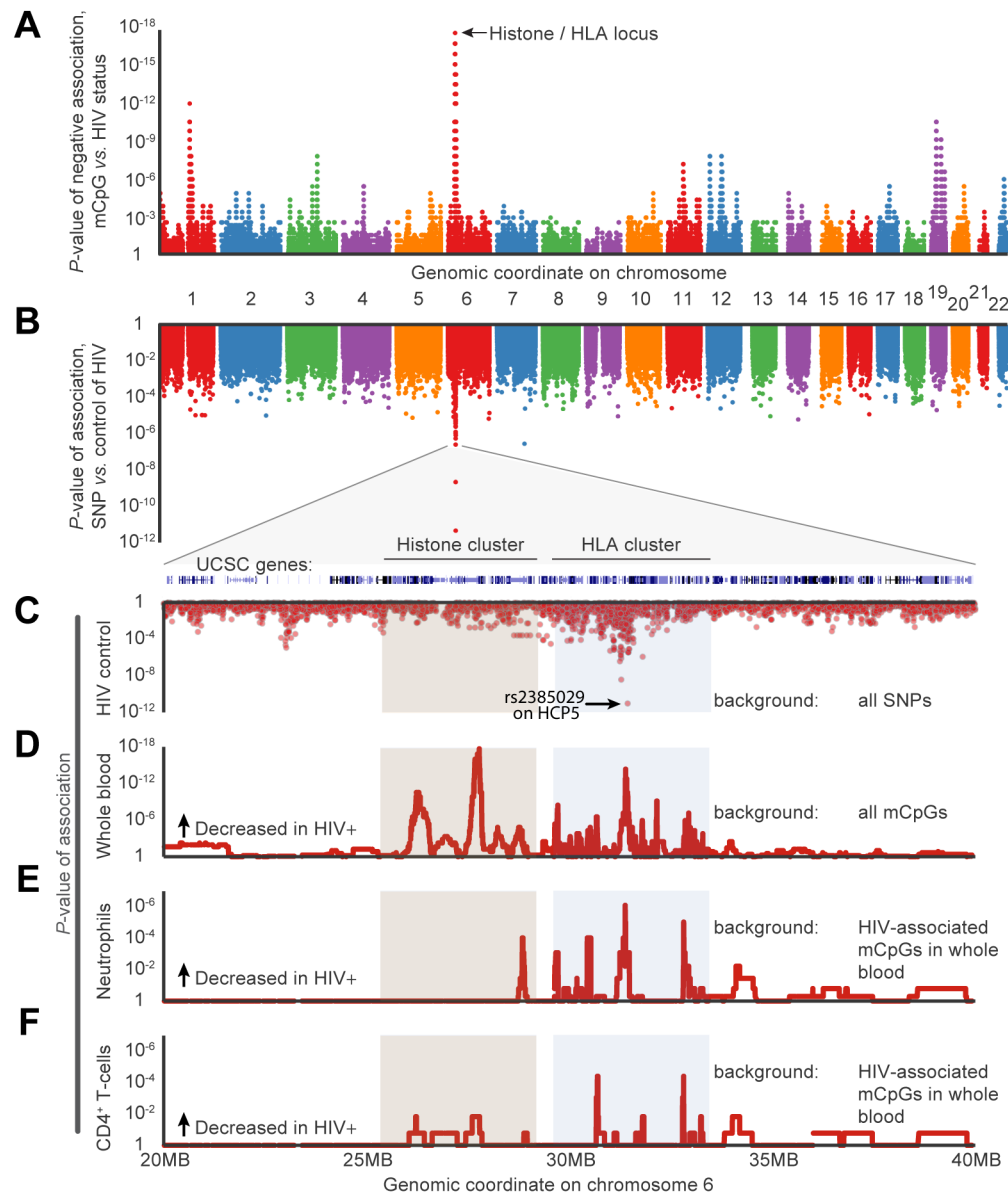 A
P-value of negative association,
mCpG vs. HIV status
10-18
10-15
10-12
10-9
10-6
10-3
1
Histone / HLA locus
Genomic coordinate on chromosome
1 2 3 4 5 6 7 8 9 10 11 12 13 14 15 16 17 18 19 20 21 22
B
P-value of association,
SNP vs. control of HIV
1
10-2
10-4
10-6
10-8
10-10
10-12
Histone cluster
HLA cluster
UCSC genes:
P-value of association
C
HIV control
1
10-4
10-8
10-12
rs2385029
on HCP5
background: all SNPs
D
Whole blood
10-18
10-12
10-6
1
Decreased in HIV+
background: all mCpGs
E
Neutrophils
10-6
10-4
10-2
1
Decreased in HIV+
background: HIV-associated
mCpGs in whole
blood
F
CD4+ T-cells
10-6
10-4
10-2
1
Decreased in HIV+
background: HIV-associated
mCpGs in whole
blood
20MB 25MB 30MB 35MB 40MB
Genomic coordinate on chromosome 6